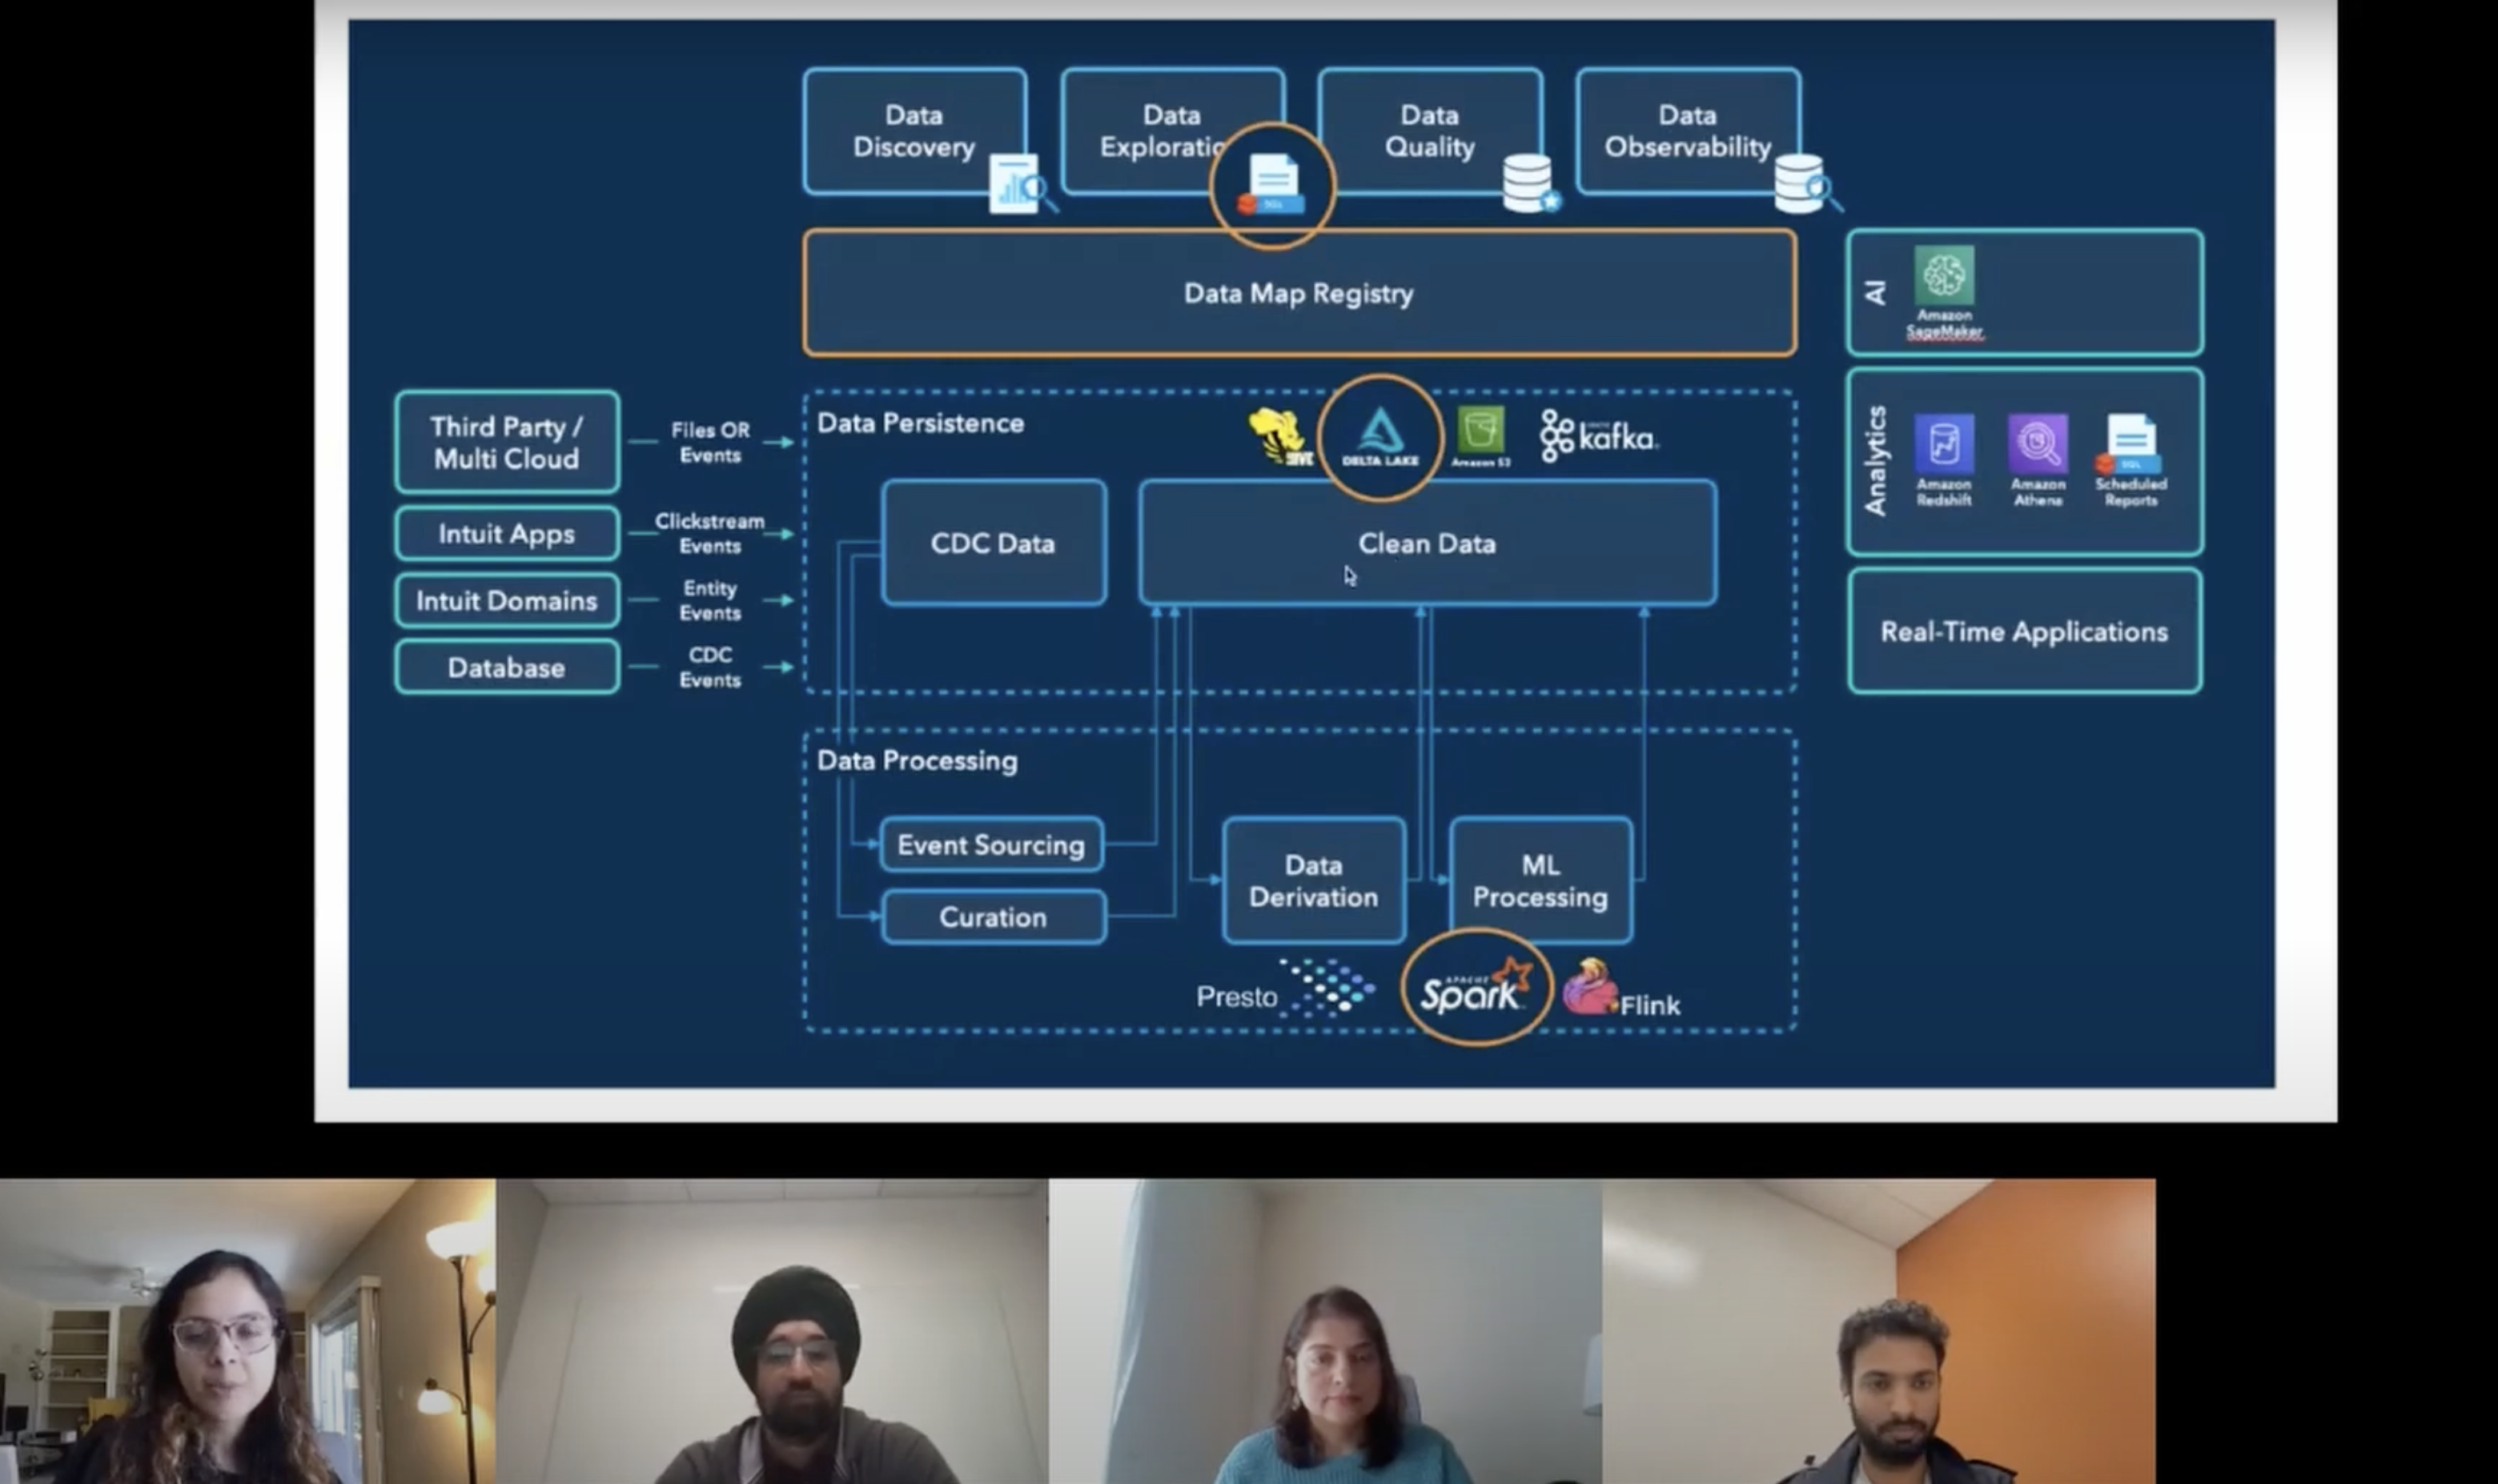 Data
Discovery
Data
Exploratio
Data
Quality
Data
Observability
SQL
Data Map Registry
AI
Amazon
SageMaker
Third Party /
Multi Cloud
Files OR
Events
Intuit Apps
Clickstream
Events
Intuit Domains
Entity
Events
Database
CDC
Events
Data Persistence
HIVE
DELTA LAKE
Amazon S3
kafka
CDC Data
Clean Data
Analytics
Amazon
Redshift
Amazon
Athena
SQL
Scheduled
Reports
Real-Time Applications
Data Processing
Event Sourcing
Curation
Data
Derivation
ML
Processing
Presto
APACHE
Spark
Flink